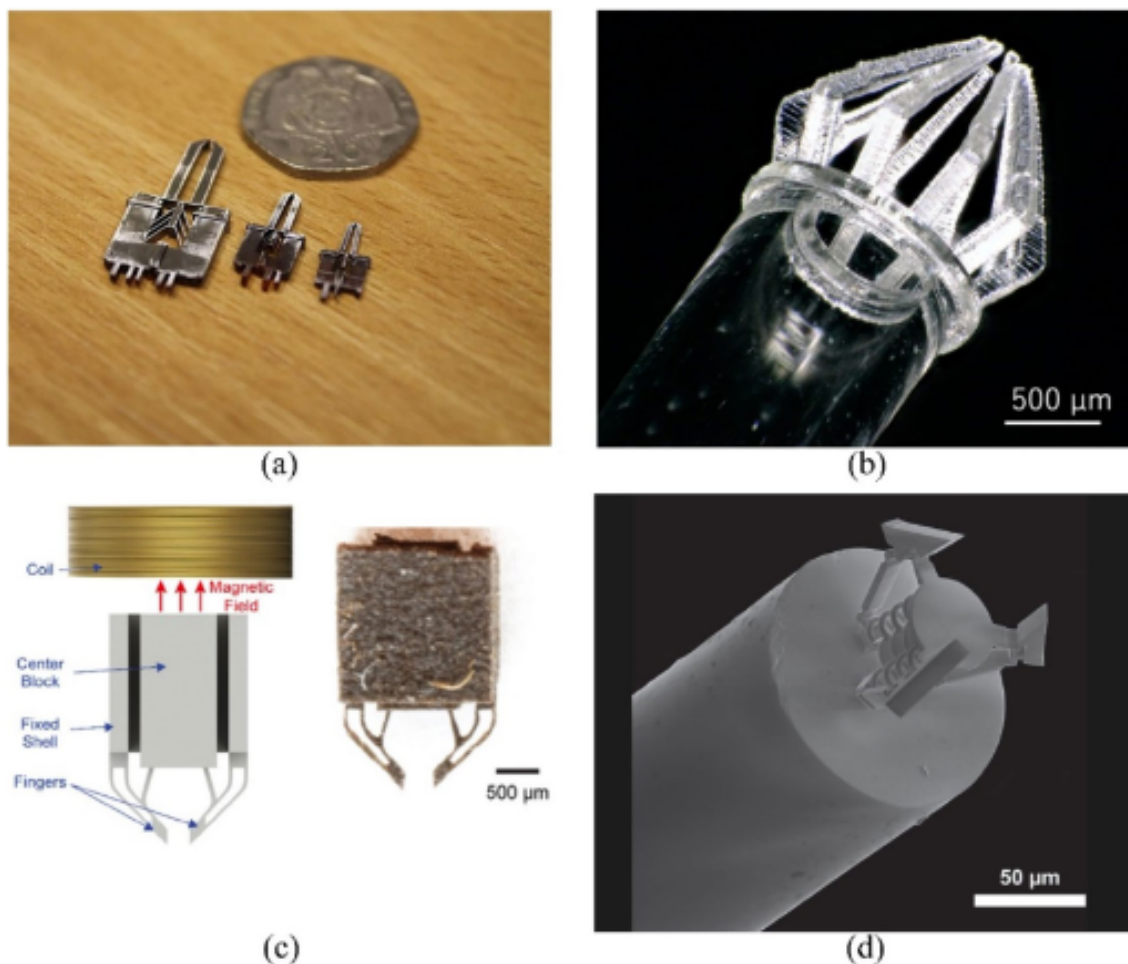 (a)
500 µm
(b)
Coil
Magnetic
Field
Center
Block
Fixed
Shell
Fingers
500 µm
(c)
50 µm
(d)